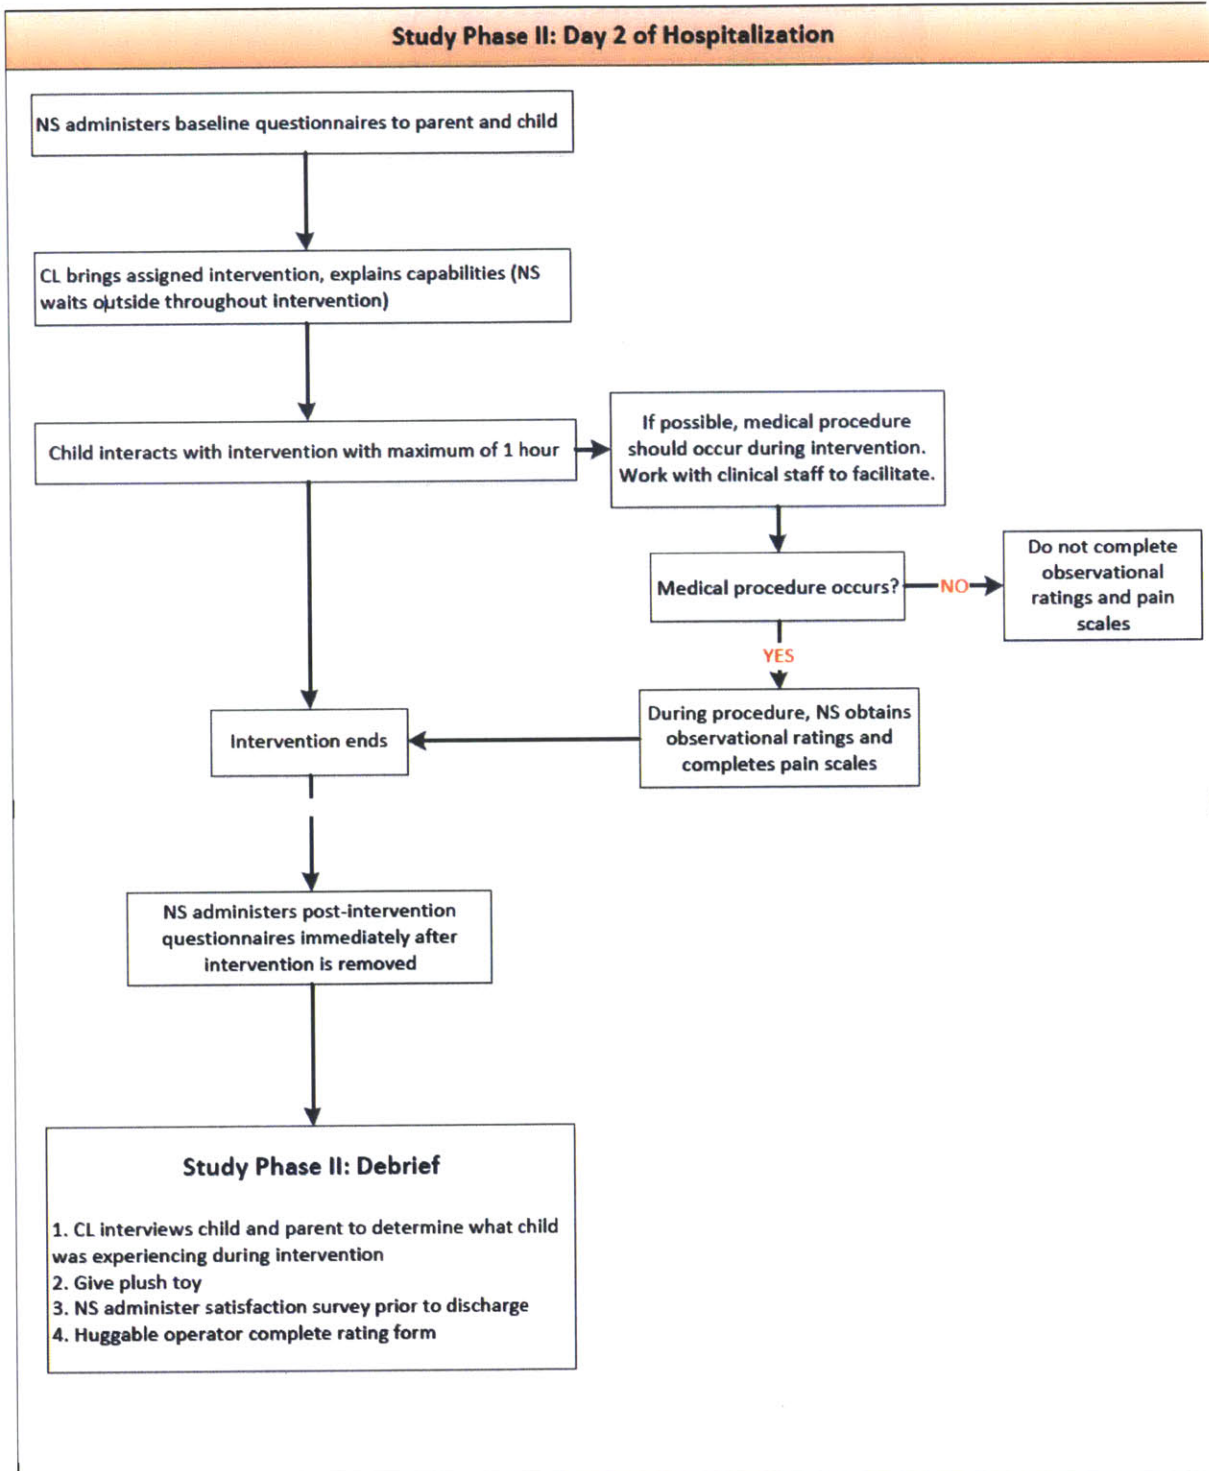 Study Phase II: Day 2 of Hospitalization
NS administers baseline questionnaires to parent and child
CL brings assigned intervention, explains capabilities (NS
waits outside throughout intervention)
Child interacts with intervention with maximum of 1 hour
If possible, medical procedure
should occur during intervention.
Work with clinical staff to facilitate.
Medical procedure occurs?
NO
Do not complete
observational
ratings and pain
scales
YES
During procedure, NS obtains
observational ratings and
completes pain scales
Intervention ends
NS administers post-intervention
questionnaires immediately after
intervention is removed
Study Phase II: Debrief
1. CL interviews child and parent to determine what child
was experiencing during intervention
2. Give plush toy
3. NS administer satisfaction survey prior to discharge
4. Huggable operator complete rating form